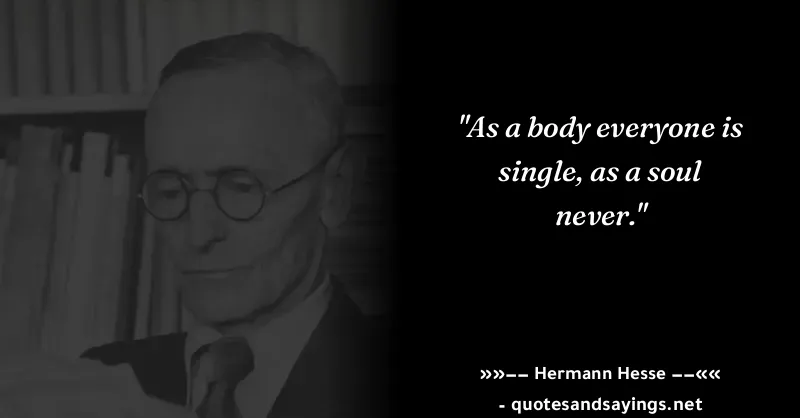 "As a body everyone is
single, as a soul
never."
»»–– Hermann Hesse ––««
- quotesandsayings.net